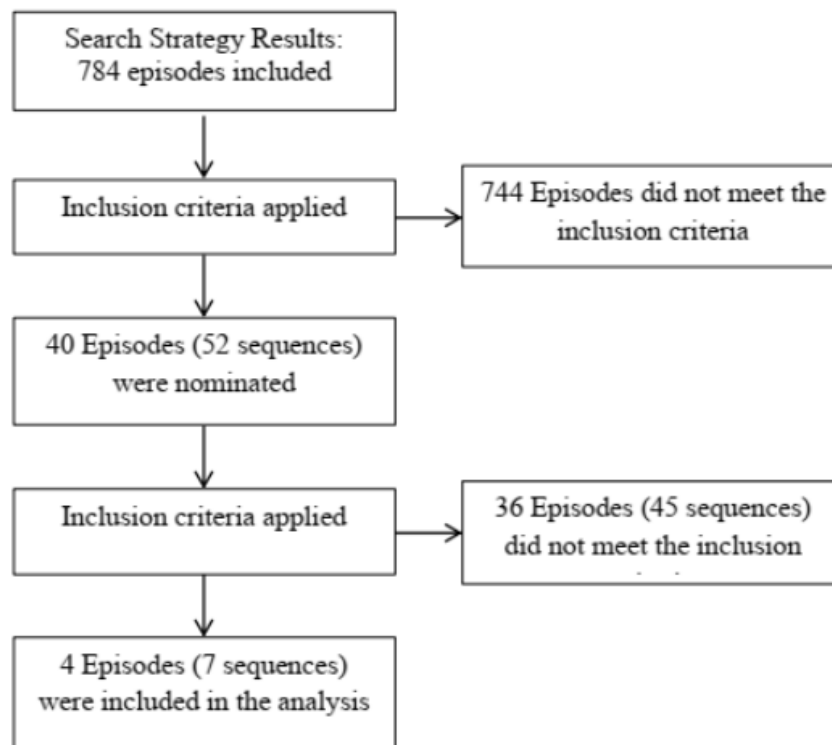 Search Strategy Results:
784 episodes included
Inclusion criteria applied
744 Episodes did not meet the
inclusion criteria
40 Episodes (52 sequences)
were nominated
Inclusion criteria applied
36 Episodes (45 sequences)
did not meet the inclusion
4 Episodes (7 sequences)
were included in the analysis